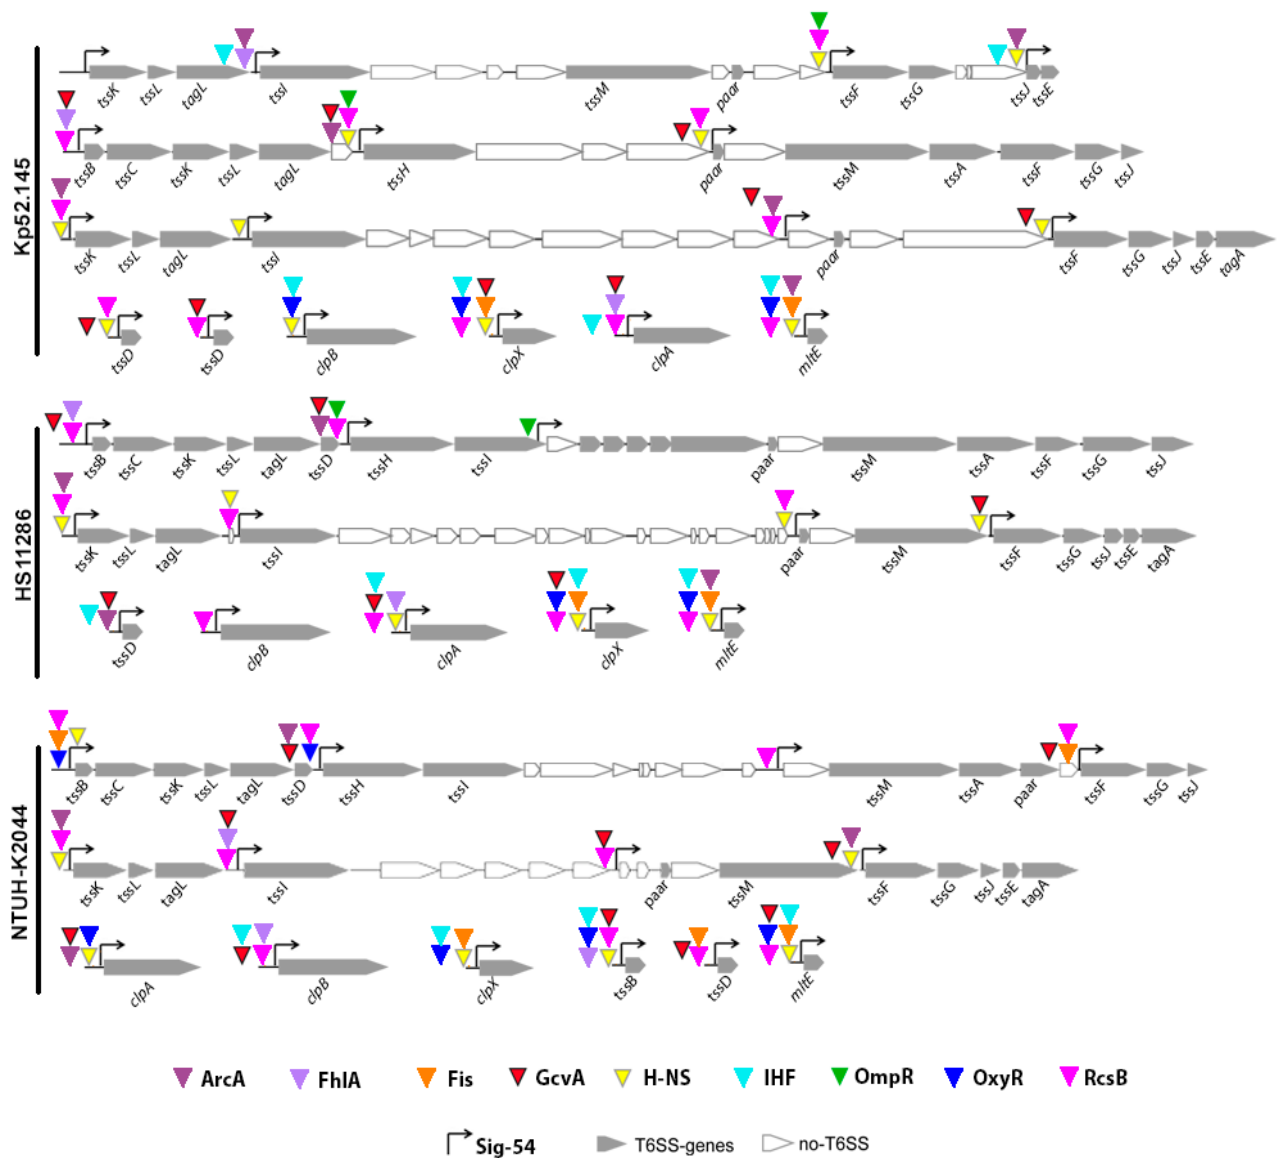 Kp52.145
tssK tssL tagL tssI tssM paar tssF tssG tssJ tssE
tssB tssC tssK tssL tagL tssH paar tssM tssA tssF tssG tssJ
tssK tssL tagL tssI paar tssF tssG tssJ tssE tagA
tssD tssD clpB clpX clpA mltE
HS11286
tssB tssC tssK tssL tagL tssD tssH tssI paar tssM tssA tssF tssG tssJ
tssK tssL tagL tssI paar tssM tssF tssG tssJ tssE tagA
tssD clpB clpA clpX mltE
NTUH-K2044
tssB tssC tssK tssL tagL tssD tssH tssI tssM tssA paar tssF tssG tssJ
tssK tssL tagL tssI paar tssM tssF tssG tssJ tssE tagA
clpA clpB clpX tssB tssD mltE
ArcA FhlA Fis GcvA H-NS IHF OmpR OxyR RcsB
Sig-54 T6SS-genes no-T6SS